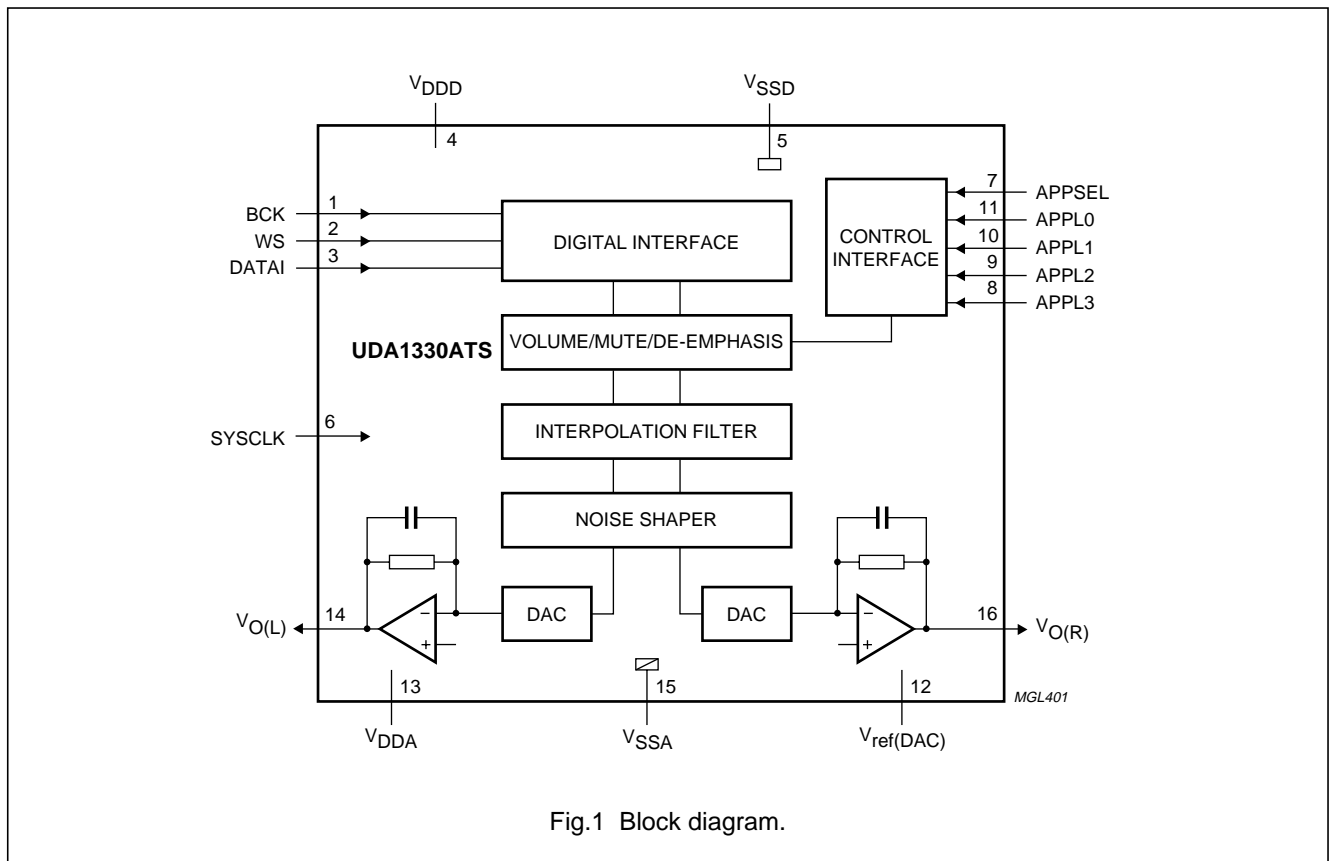 VDDD
VSSD
4
5
BCK
1
WS
2
DATAI
3
DIGITAL INTERFACE
CONTROL
INTERFACE
7
APPSEL
11
APPL0
10
APPL1
9
APPL2
8
APPL3
UDA1330ATS
VOLUME/MUTE/DE-EMPHASIS
SYSCLK
6
INTERPOLATION FILTER
NOISE SHAPER
VO(L)
14
−
+
DAC
DAC
−
+
16
VO(R)
13
15
12
MGL401
VDDA
VSSA
Vref(DAC)
Fig.1 Block diagram.